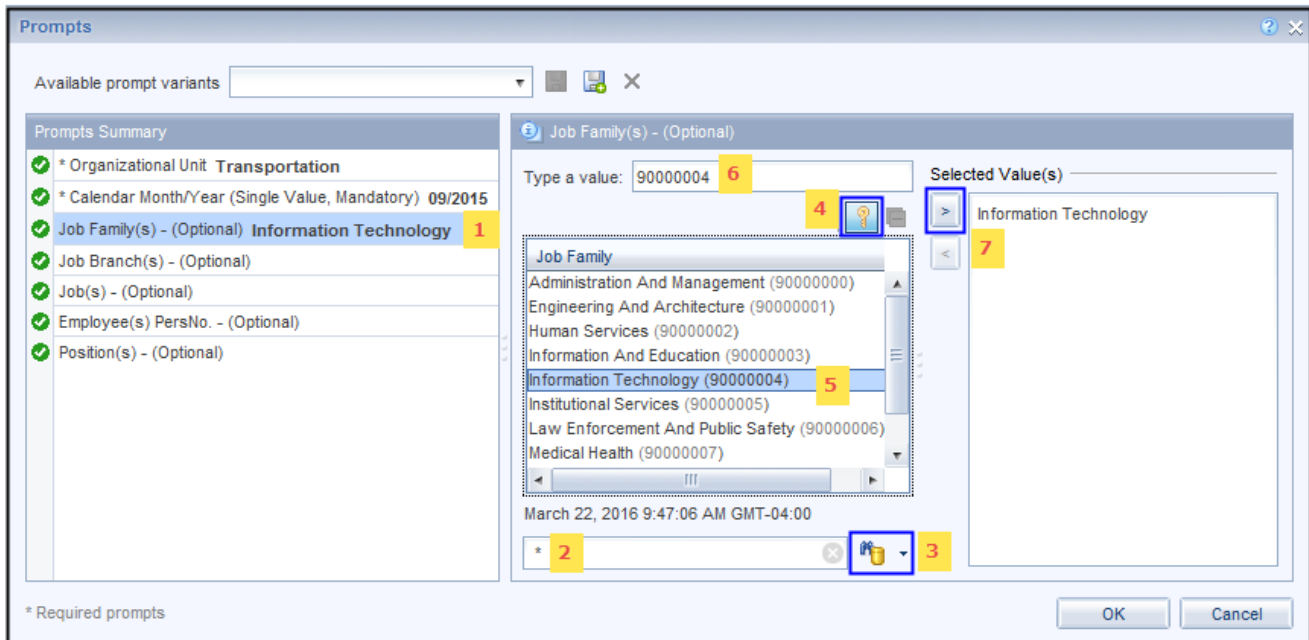 Prompts
Available prompt variants
Prompts Summary
* Organizational Unit Transportation
* Calendar Month/Year (Single Value, Mandatory) 09/2015
Job Family(s) - (Optional) Information Technology 1
Job Branch(s) - (Optional)
Job(s) - (Optional)
Employee(s) PersNo. - (Optional)
Position(s) - (Optional)
Job Family(s) - (Optional)
Type a value: 90000004 6
4
Job Family
Administration And Management (90000000)
Engineering And Architecture (90000001)
Human Services (90000002)
Information And Education (90000003)
Information Technology (90000004) 5
Institutional Services (90000005)
Law Enforcement And Public Safety (90000006)
Medical Health (90000007)
March 22, 2016 9:47:06 AM GMT-04:00
* 2 3
Selected Value(s)
> Information Technology
< 7
* Required prompts
OK Cancel